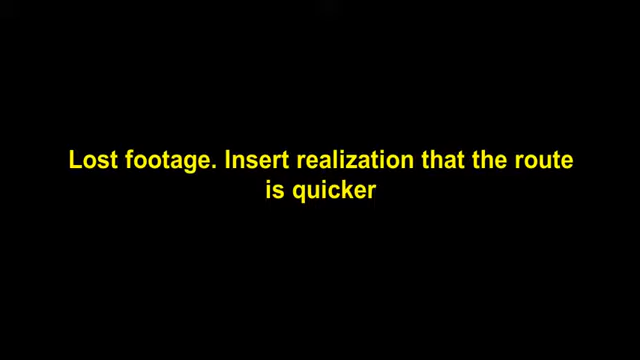 Lost footage. Insert realization that the route
is quicker